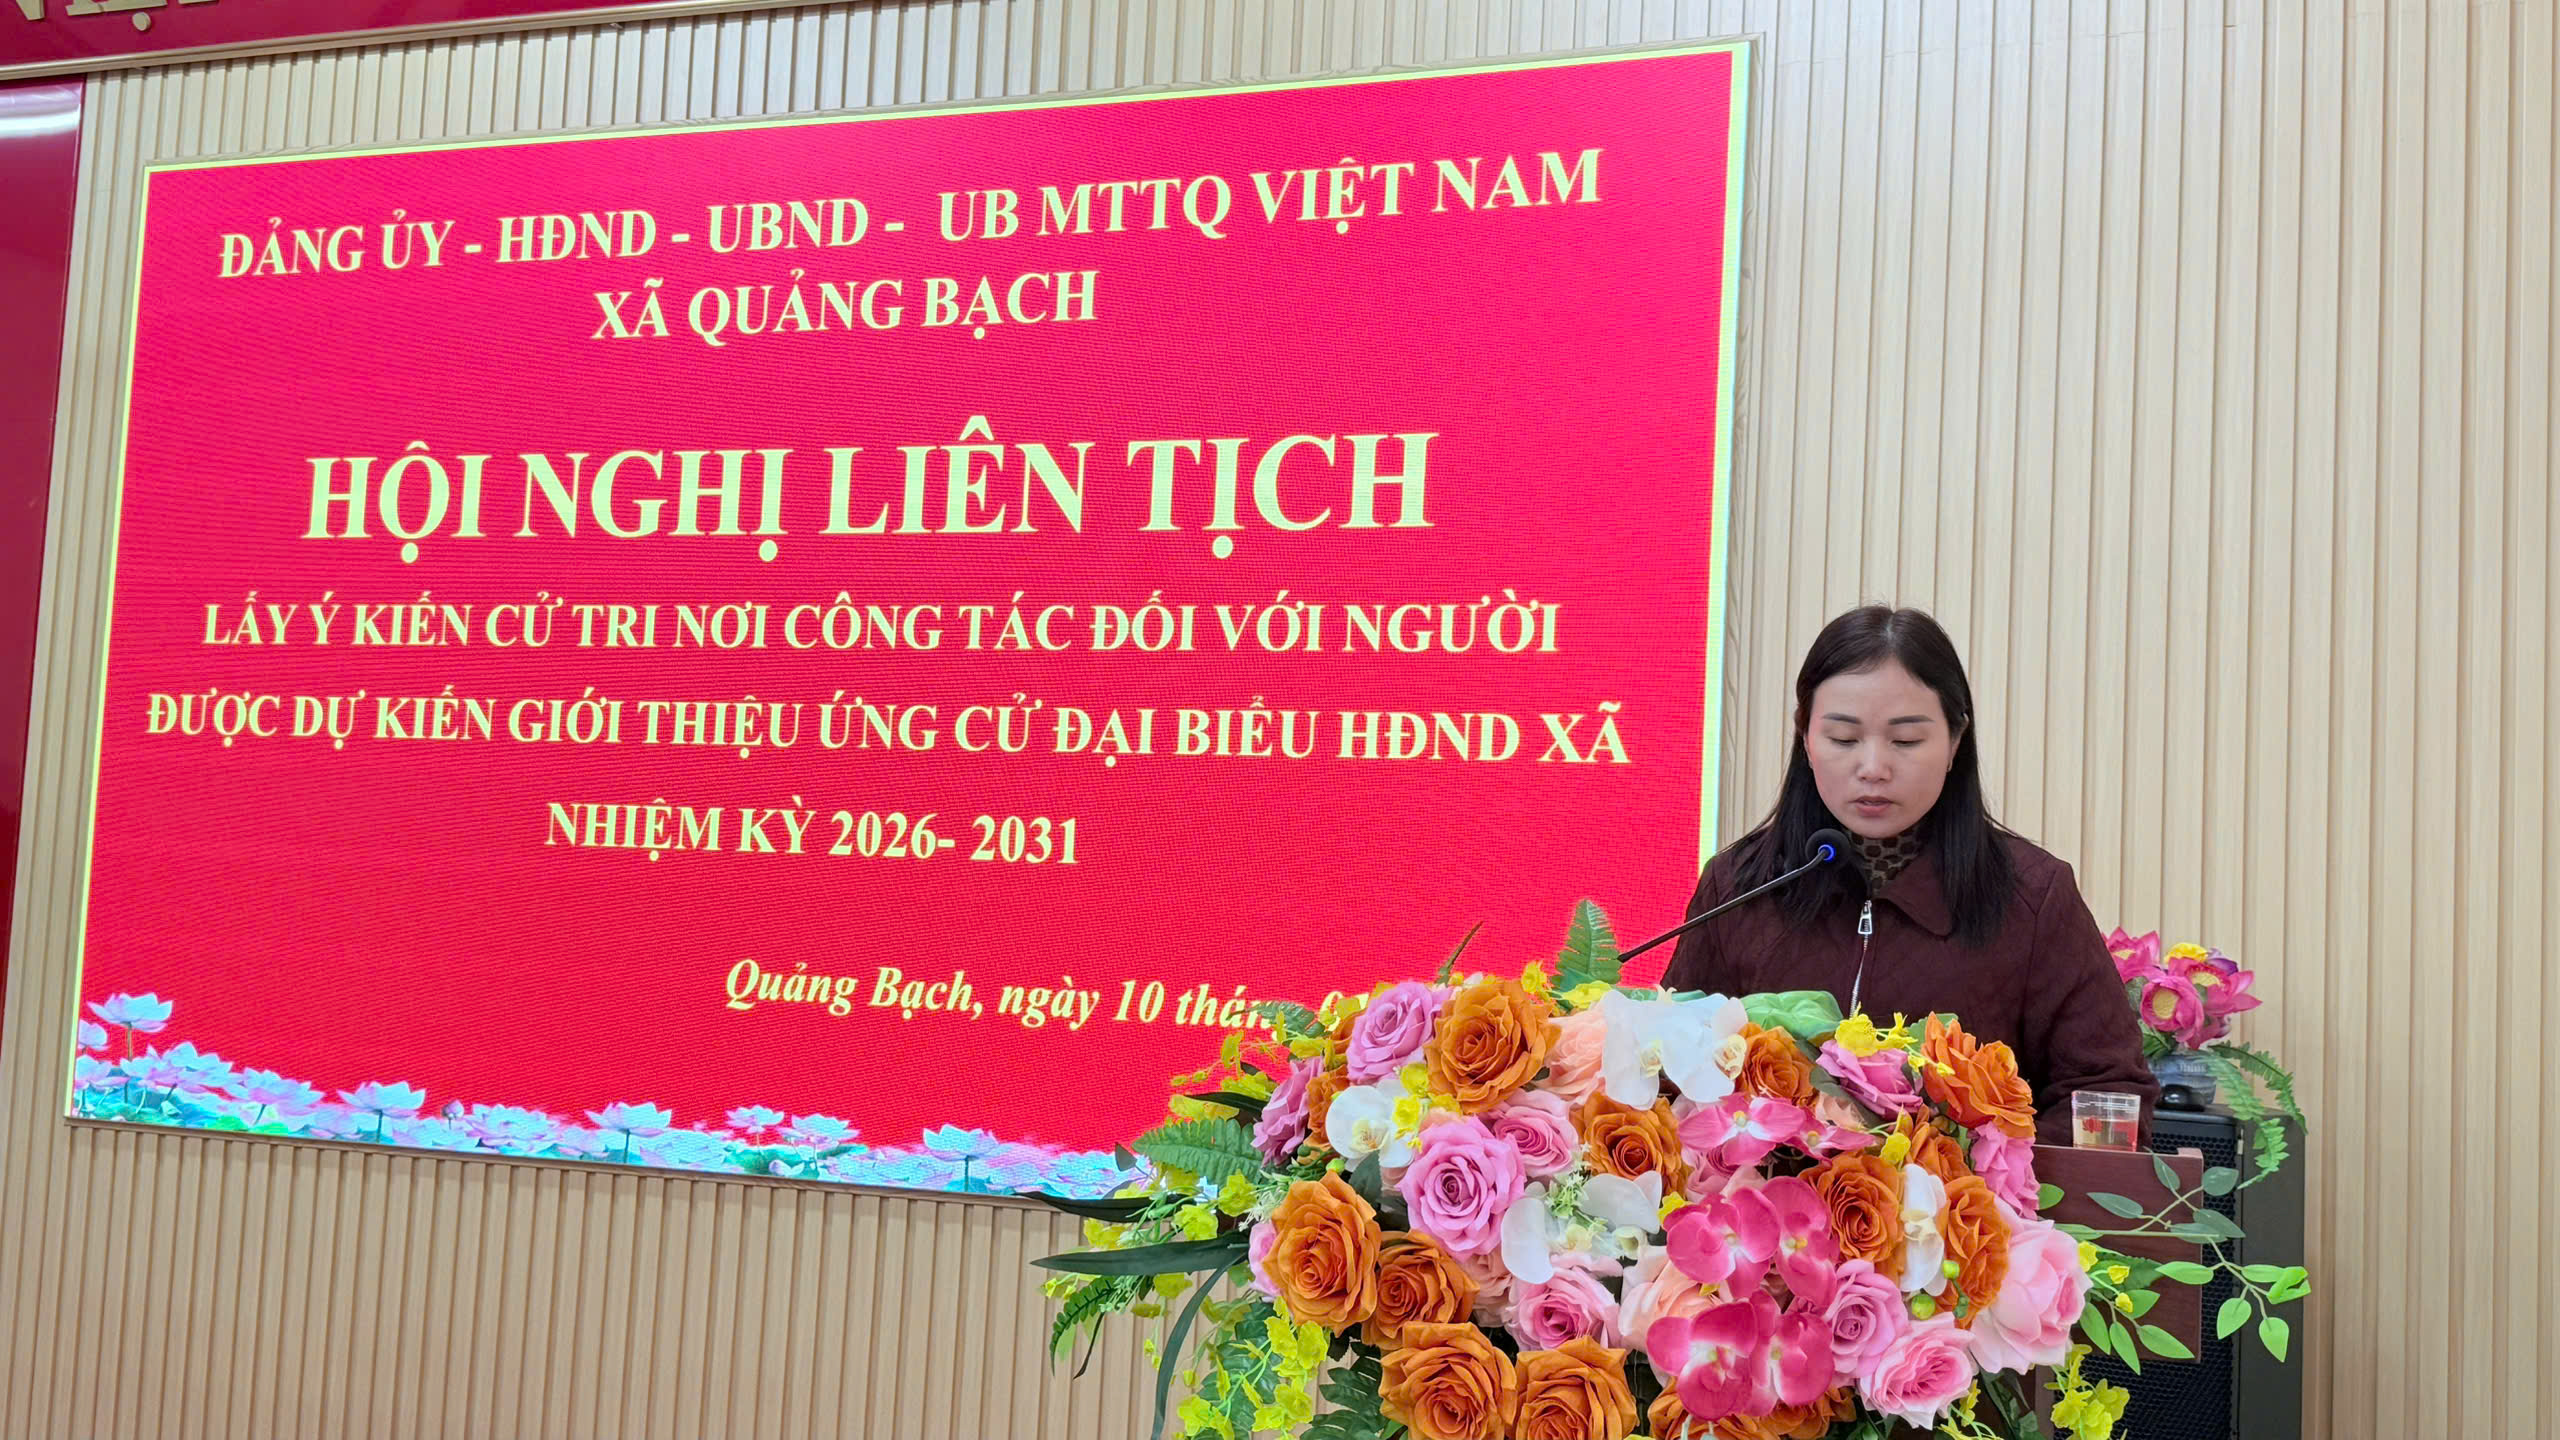 ĐẢNG ỦY - HĐND - UBND - UB MTTQ VIỆT NAM
XÃ QUẢNG BẠCH
HỘI NGHỊ LIÊN TỊCH
LẤY Ý KIẾN CỬ TRI NƠI CÔNG TÁC ĐỐI VỚI NGƯỜI
ĐƯỢC DỰ KIẾN GIỚI THIỆU ỨNG CỬ ĐẠI BIỂU HĐND XÃ
NHIỆM KỲ 2026- 2031
Quảng Bạch, ngày 10